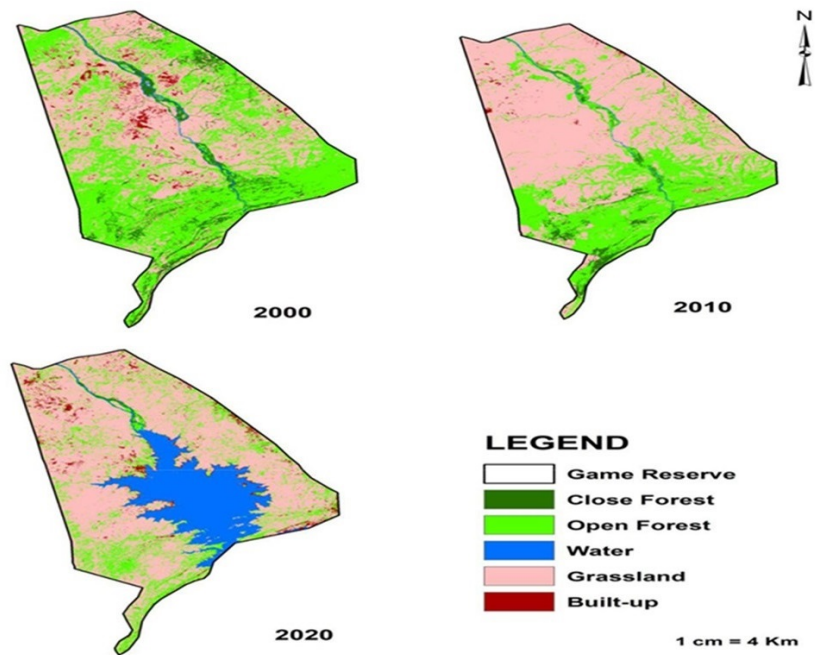 N
2000
2010
2020
LEGEND
Game Reserve
Close Forest
Open Forest
Water
Grassland
Built-up
1 cm = 4 Km